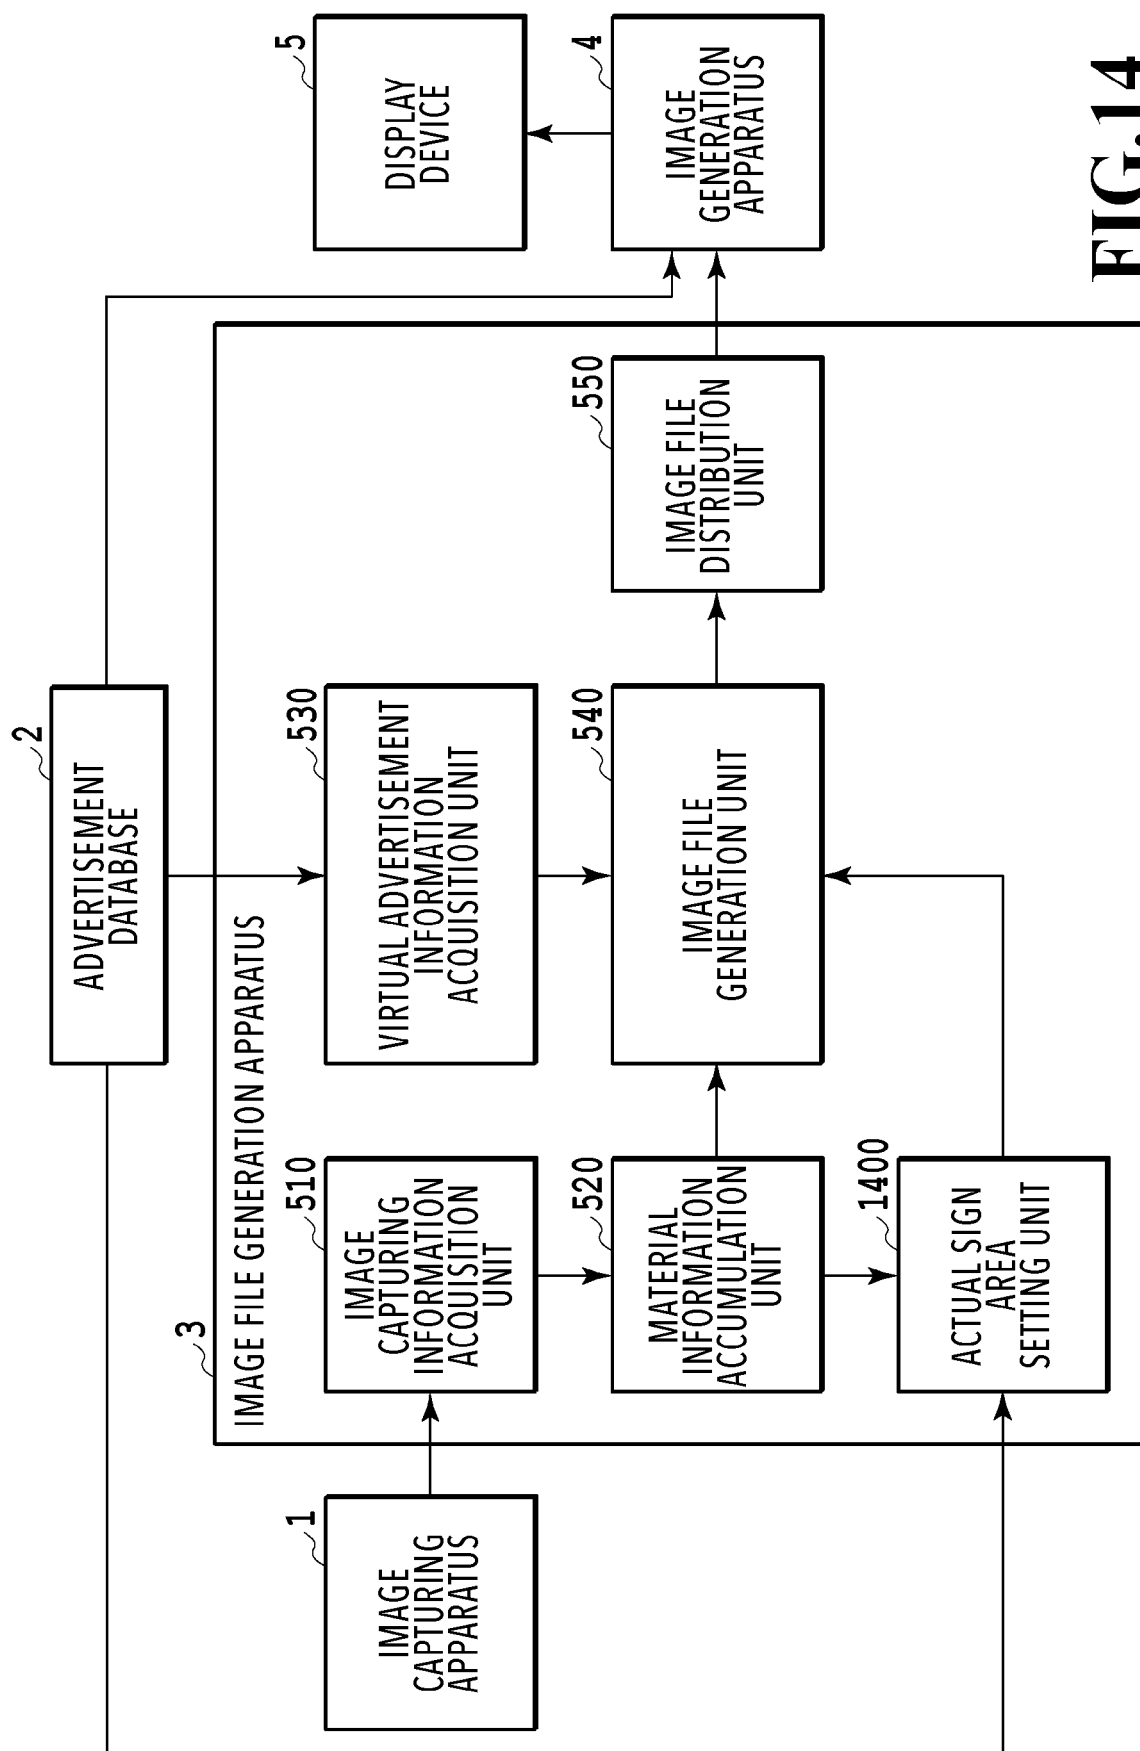 2
ADVERTISEMENT
DATABASE
3
IMAGE FILE GENERATION APPARATUS
1
IMAGE
CAPTURING
APPARATUS
510
IMAGE
CAPTURING
INFORMATION
ACQUISITION
UNIT
530
VIRTUAL ADVERTISEMENT
INFORMATION
ACQUISITION UNIT
5
DISPLAY
DEVICE
520
MATERIAL
INFORMATION
ACCUMULATION
UNIT
540
IMAGE FILE
GENERATION UNIT
550
IMAGE FILE
DISTRIBUTION
UNIT
4
IMAGE
GENERATION
APPARATUS
1400
ACTUAL SIGN
AREA
SETTING UNIT
FIG.14